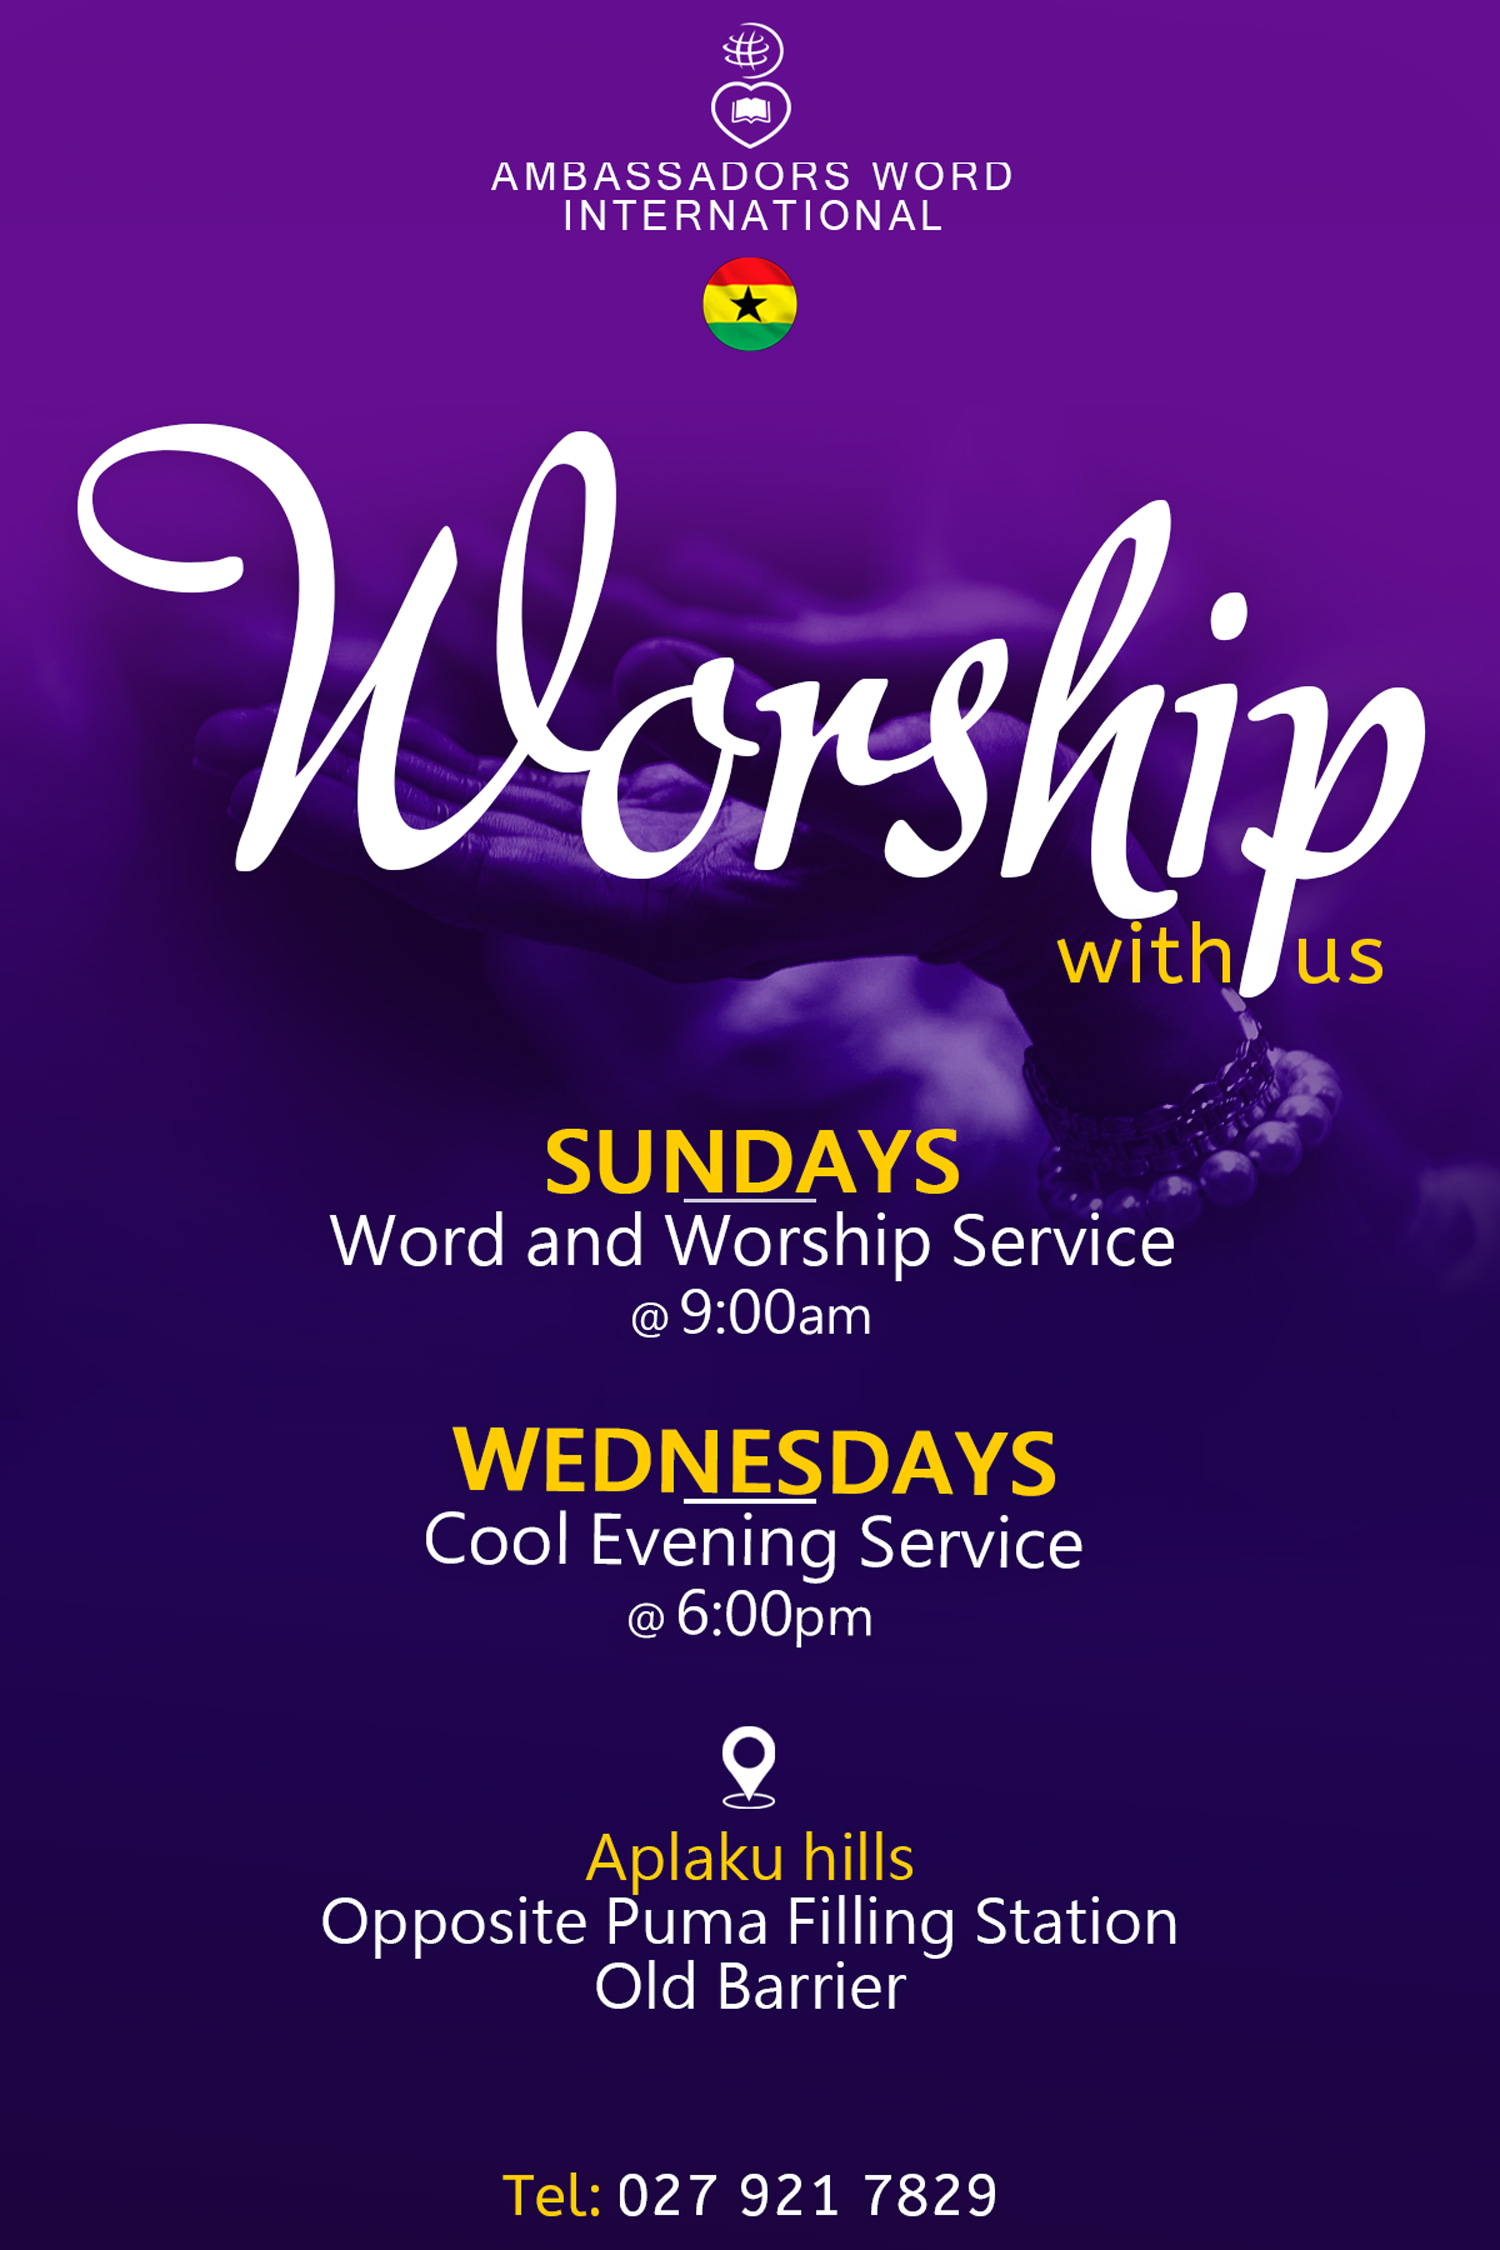 AMBASSADORS WORD
INTERNATIONAL
Worship
with us
SUNDAYS
Word and Worship Service
@ 9:00am
WEDNESDAYS
Cool Evening Service
@ 6:00pm
Aplaku hills
Opposite Puma Filling Station
Old Barrier
Tel: 027 921 7829